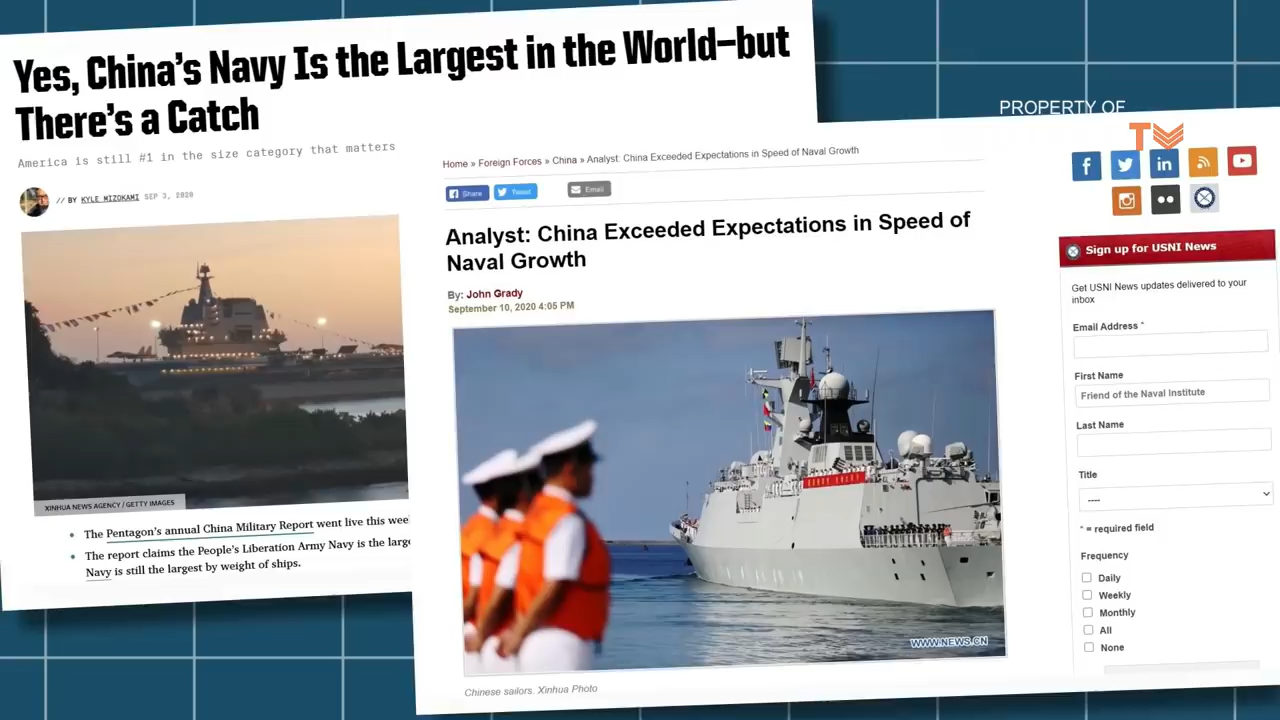 Yes, China's Navy Is the Largest in the World–but
There's a Catch
America is still #1 in the size category that matters
// BY KYLE MIZOKAMI SEP 3, 2020
XINHUA NEWS AGENCY / GETTY IMAGES
• The Pentagon's annual China Military Report went live this wee
• The report claims the People's Liberation Army Navy is the large
Navy is still the largest by weight of ships.
PROPERTY OF
Home » Foreign Forces » China » Analyst: China Exceeded Expectations in Speed of Naval Growth
Share
Tweet
Email
Analyst: China Exceeded Expectations in Speed of
Naval Growth
By: John Grady
September 10, 2020 4:05 PM
WWW.NEWS.CN
Chinese sailors. Xinhua Photo
Sign up for USNI News
Get USNI News updates delivered to your
inbox
Email Address *
First Name
Friend of the Naval Institute
Last Name
Title
----
* = required field
Frequency
Daily
Weekly
Monthly
All
None